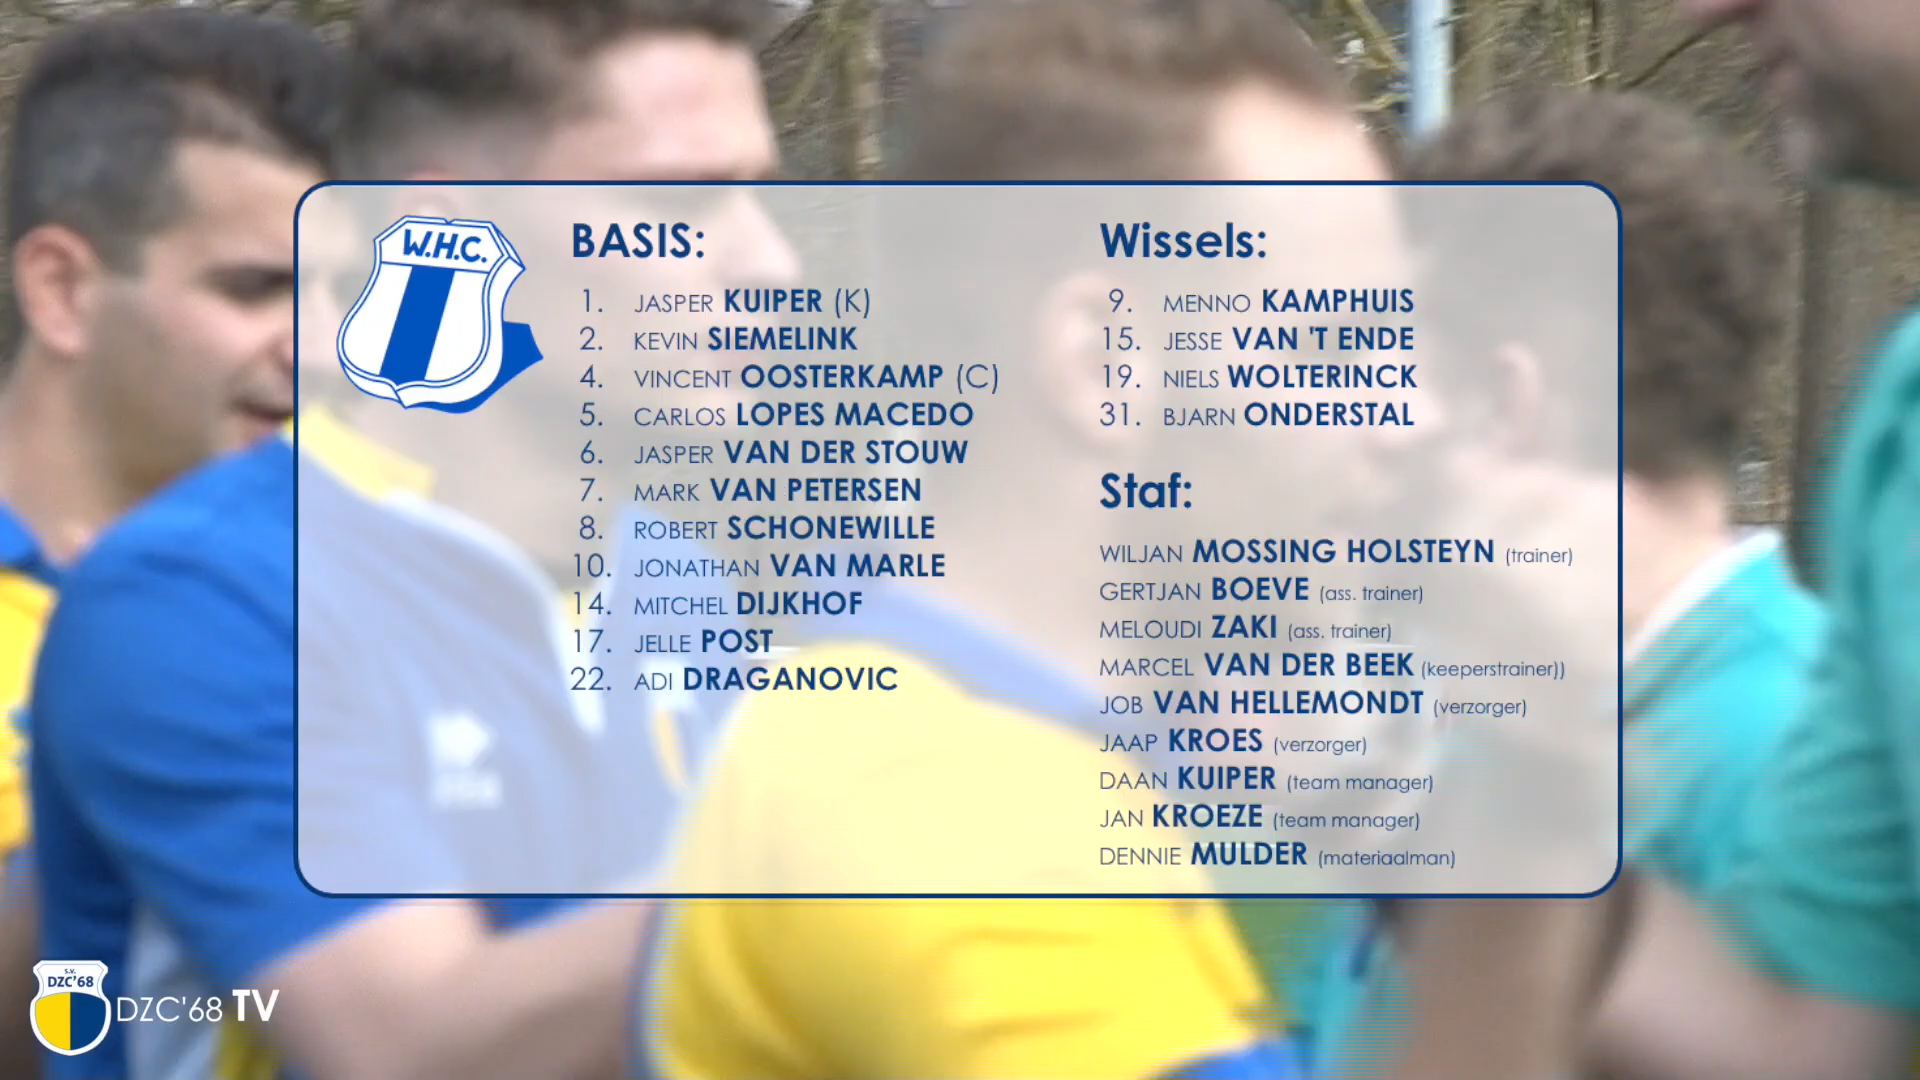 W.H.C.
BASIS:
1. JASPER KUIPER (K)
2. KEVIN SIEMELINK
4. VINCENT OOSTERKAMP (C)
5. CARLOS LOPES MACEDO
6. JASPER VAN DER STOUW
7. MARK VAN PETERSEN
8. ROBERT SCHONEWILLE
10. JONATHAN VAN MARLE
14. MITCHEL DIJKHOF
17. JELLE POST
22. ADI DRAGANOVIC
Wissels:
9. MENNO KAMPHUIS
15. JESSE VAN 'T ENDE
19. NIELS WOLTERINCK
31. BJARN ONDERSTAL
Staf:
WILJAN MOSSING HOLSTEYN (trainer)
GERTJAN BOEVE (ass. trainer)
MELOUDI ZAKI (ass. trainer)
MARCEL VAN DER BEEK (keeperstrainer))
JOB VAN HELLEMONDT (verzorger)
JAAP KROES (verzorger)
DAAN KUIPER (team manager)
JAN KROEZE (team manager)
DENNIE MULDER (materiaalman)
s.v.
DZC'68
DZC'68 TV